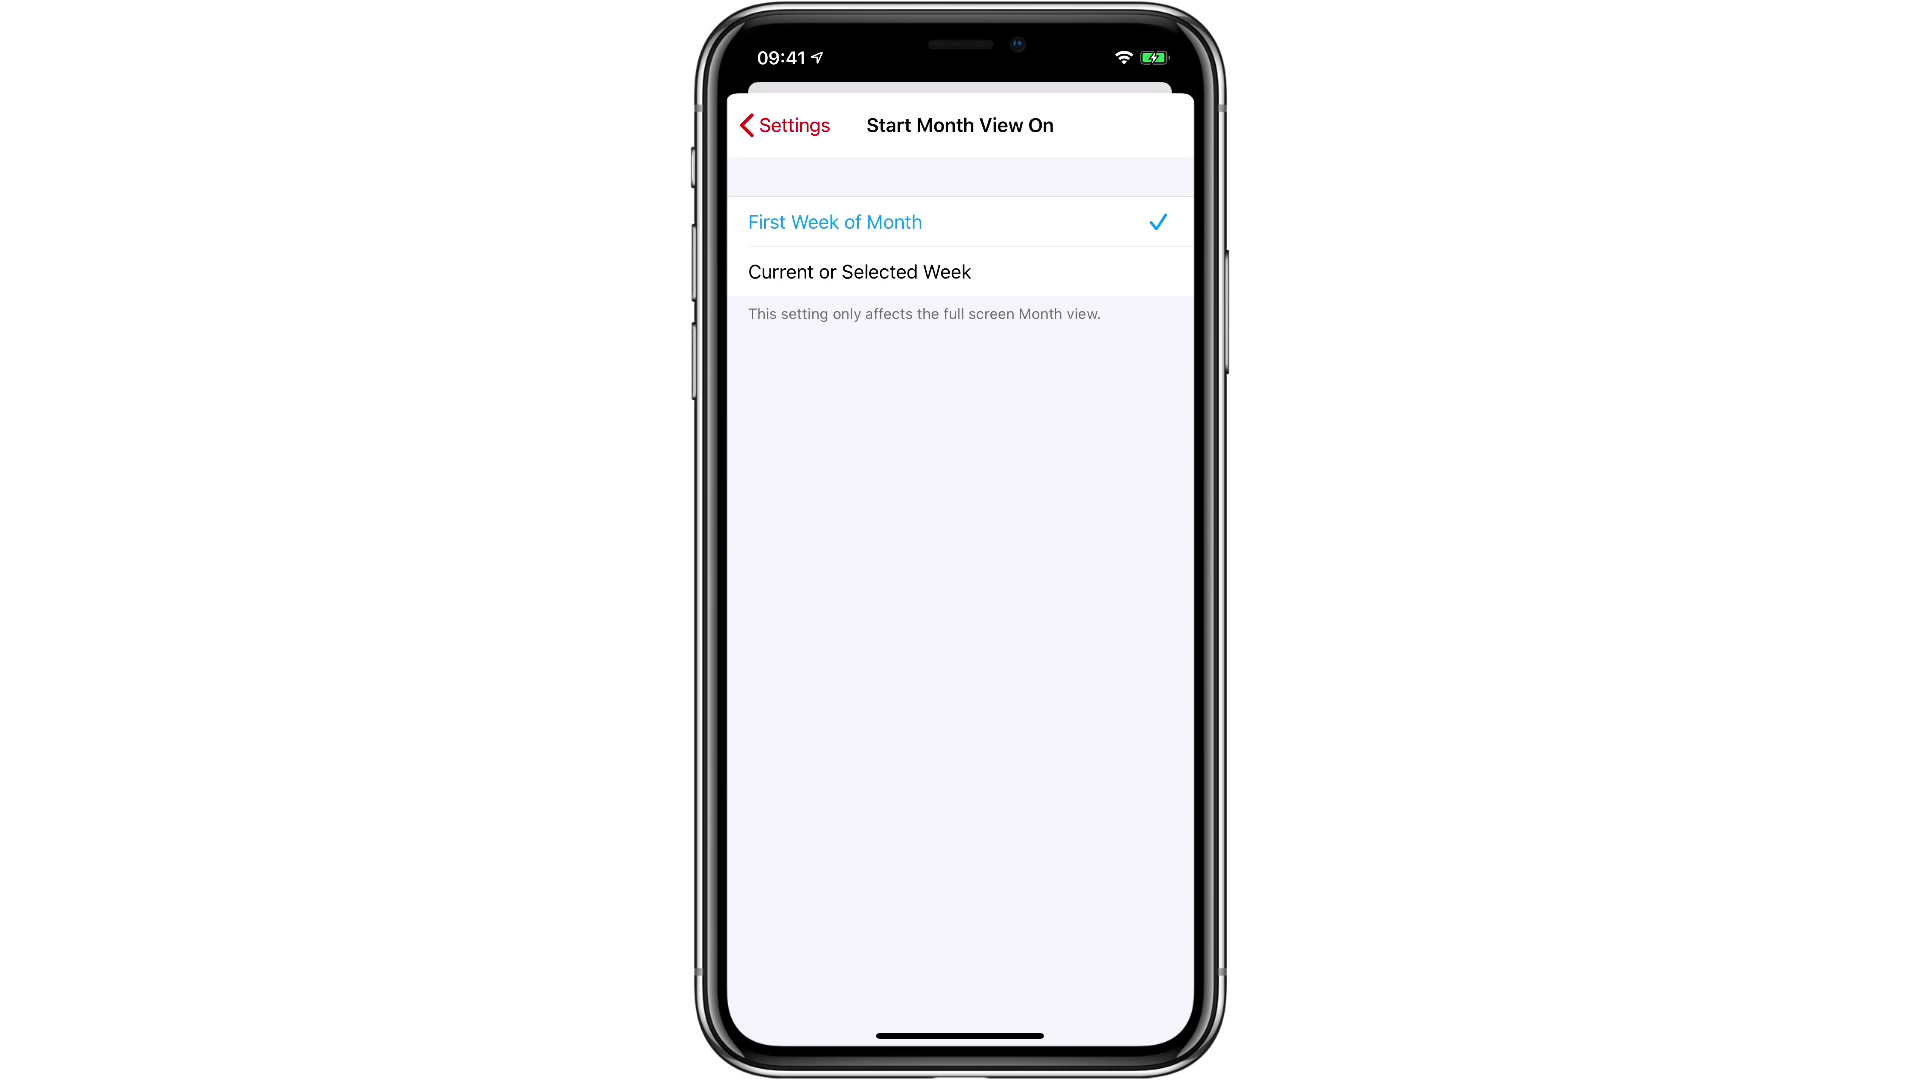 09:41
Settings
Start Month View On
First Week of Month
Current or Selected Week
This setting only affects the full screen Month view.